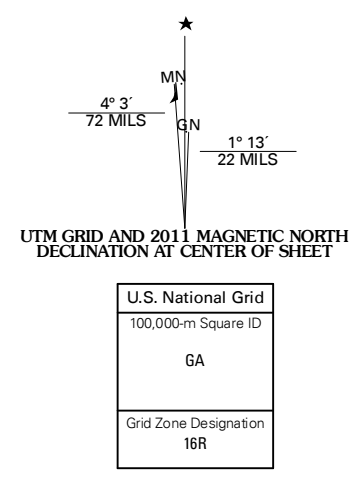 MN
4° 3´
72 MILS
GN
1° 13´
22 MILS
UTM GRID AND 2011 MAGNETIC NORTH
DECLINATION AT CENTER OF SHEET
U.S. National Grid
100,000-m Square ID
GA
Grid Zone Designation
16R